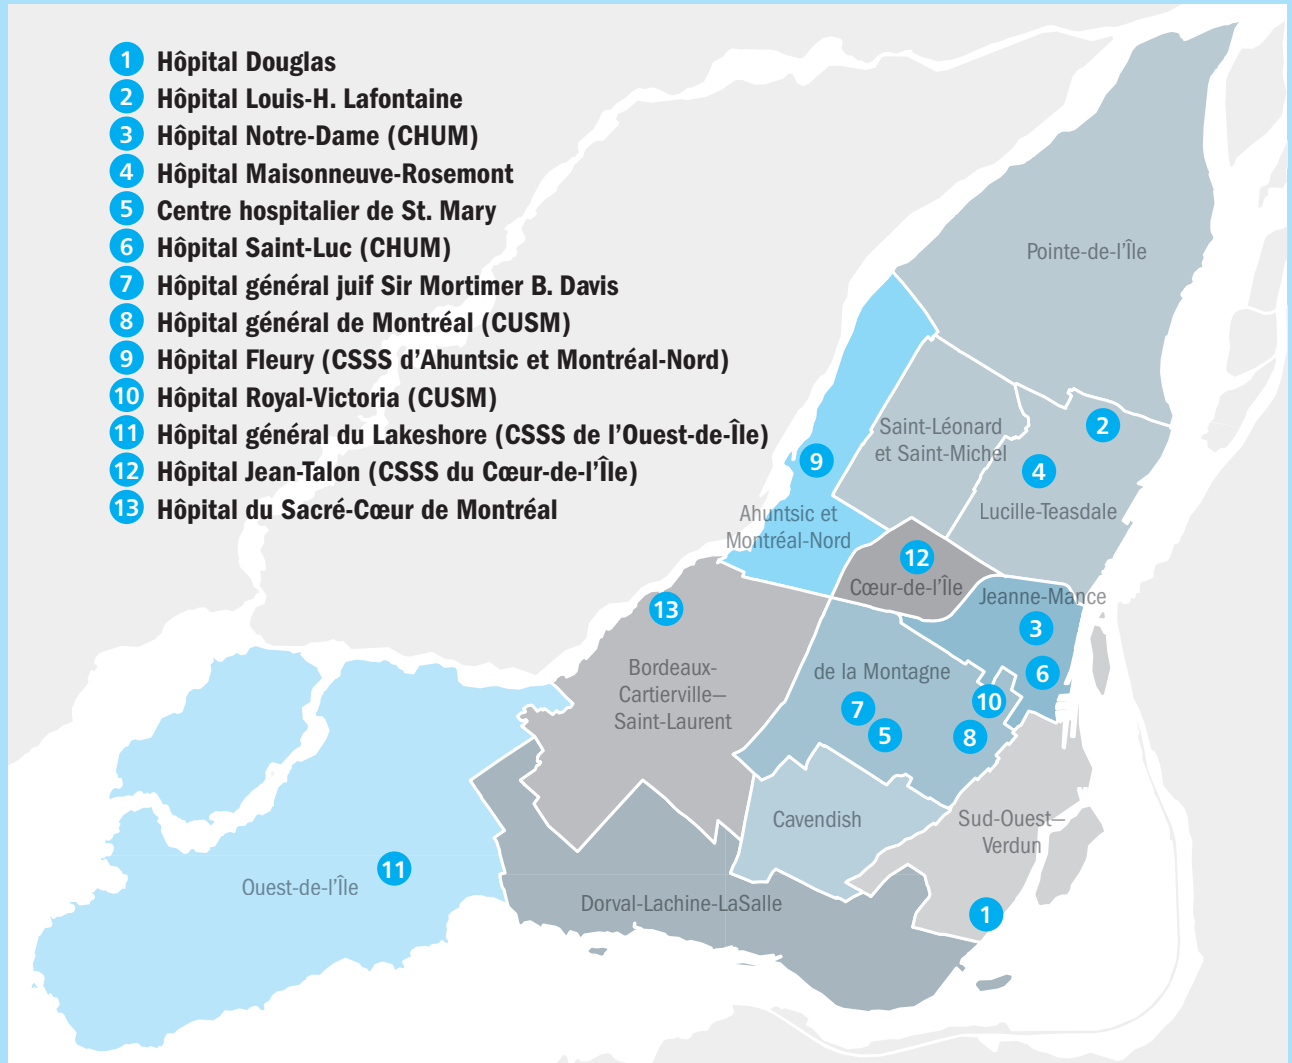 1 Hôpital Douglas
2 Hôpital Louis-H. Lafontaine
3 Hôpital Notre-Dame (CHUM)
4 Hôpital Maisonneuve-Rosemont
5 Centre hospitalier de St. Mary
6 Hôpital Saint-Luc (CHUM)
7 Hôpital général juif Sir Mortimer B. Davis
8 Hôpital général de Montréal (CUSM)
9 Hôpital Fleury (CSSS d'Ahuntsic et Montréal-Nord)
10 Hôpital Royal-Victoria (CUSM)
11 Hôpital général du Lakeshore (CSSS de l'Ouest-de-Île)
12 Hôpital Jean-Talon (CSSS du Cœur-de-l'Île)
13 Hôpital du Sacré-Cœur de Montréal
Pointe-de-l'Île
Saint-Léonard
et Saint-Michel
2
9
4
Lucille-Teasdale
Ahuntsic et
Montréal-Nord
12
Cœur-de-l'Île
Jeanne-Mance
13
3
Bordeaux-
Cartierville—
Saint-Laurent
de la Montagne
6
10
7
5
8
Cavendish
Sud-Ouest—
Verdun
11
Ouest-de-l'Île
Dorval-Lachine-LaSalle
1